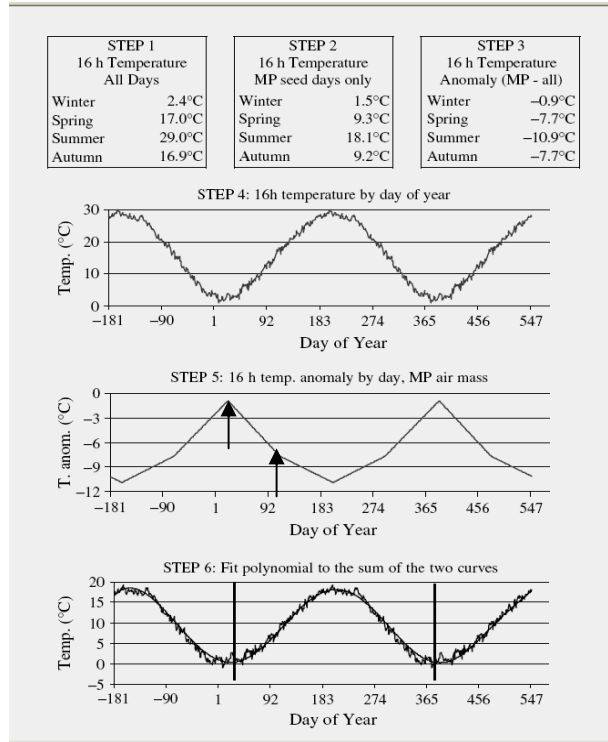 STEP 1
16 h Temperature
All Days
Winter 2.4°C
Spring 17.0°C
Summer 29.0°C
Autumn 16.9°C
STEP 2
16 h Temperature
MP seed days only
Winter 1.5°C
Spring 9.3°C
Summer 18.1°C
Autumn 9.2°C
STEP 3
16 h Temperature
Anomaly (MP - all)
Winter −0.9°C
Spring −7.7°C
Summer −10.9°C
Autumn −7.7°C
STEP 4: 16h temperature by day of year
Temp. (°C)
30
20
10
0
−181 −90 1 92 183 274 365 456 547
Day of Year
STEP 5: 16 h temp. anomaly by day, MP air mass
T. anom. (°C)
0
−3
−6
−9
−12
−181 −90 1 92 183 274 365 456 547
Day of Year
STEP 6: Fit polynomial to the sum of the two curves
Temp. (°C)
20
15
10
5
0
−5
−181 −90 1 92 183 274 365 456 547
Day of Year